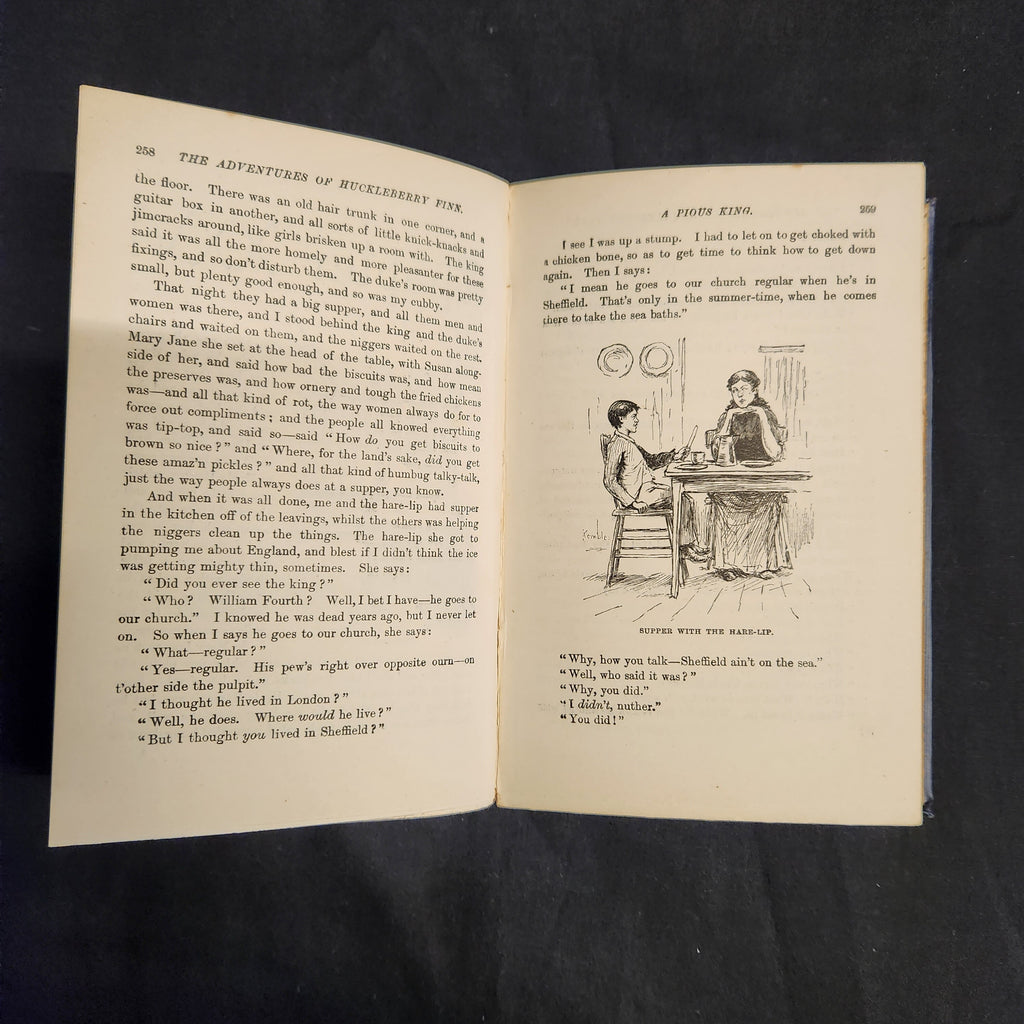 258 THE ADVENTURES OF HUCKLEBERRY FINN.
the floor. There was an old hair trunk in one corner, and a
guitar box in another, and all sorts of little knick-knacks and
jimcracks around, like girls brisken up a room with. The king
said it was all the more homely and more pleasanter for these
fixings, and so don't disturb them. The duke's room was pretty
small, but plenty good enough, and so was my cubby.
That night they had a big supper, and all them men and
women was there, and I stood behind the king and the duke's
chairs and waited on them, and the niggers waited on the rest.
Mary Jane she set at the head of the table, with Susan along-
side of her, and said how bad the biscuits was, and how mean
the preserves was, and how ornery and tough the fried chickens
was—and all that kind of rot, the way women always do for to
force out compliments; and the people all knowed everything
was tip-top, and said so—said "How do you get biscuits to
brown so nice?" and "Where, for the land's sake, did you get
these amaz'n pickles?" and all that kind of humbug talky-talk,
just the way people always does at a supper, you know.
And when it was all done, me and the hare-lip had supper
in the kitchen off of the leavings, whilst the others was helping
the niggers clean up the things. The hare-lip she got to
pumping me about England, and blest if I didn't think the ice
was getting mighty thin, sometimes. She says:
"Did you ever see the king?"
"Who? William Fourth? Well, I bet I have—he goes to
our church." I knowed he was dead years ago, but I never let
on. So when I says he goes to our church, she says:
"What—regular?"
"Yes—regular. His pew's right over opposite ourn—on
t'other side the pulpit."
"I thought he lived in London?"
"Well, he does. Where would he live?"
"But I thought you lived in Sheffield?"
A PIOUS KING. 259
I see I was up a stump. I had to let on to get choked with
a chicken bone, so as to get time to think how to get down
again. Then I says:
"I mean he goes to our church regular when he's in
Sheffield. That's only in the summer-time, when he comes
there to take the sea baths."
Kemble
SUPPER WITH THE HARE-LIP.
"Why, how you talk—Sheffield ain't on the sea."
"Well, who said it was?"
"Why, you did."
"I didn't, nuther."
"You did!"